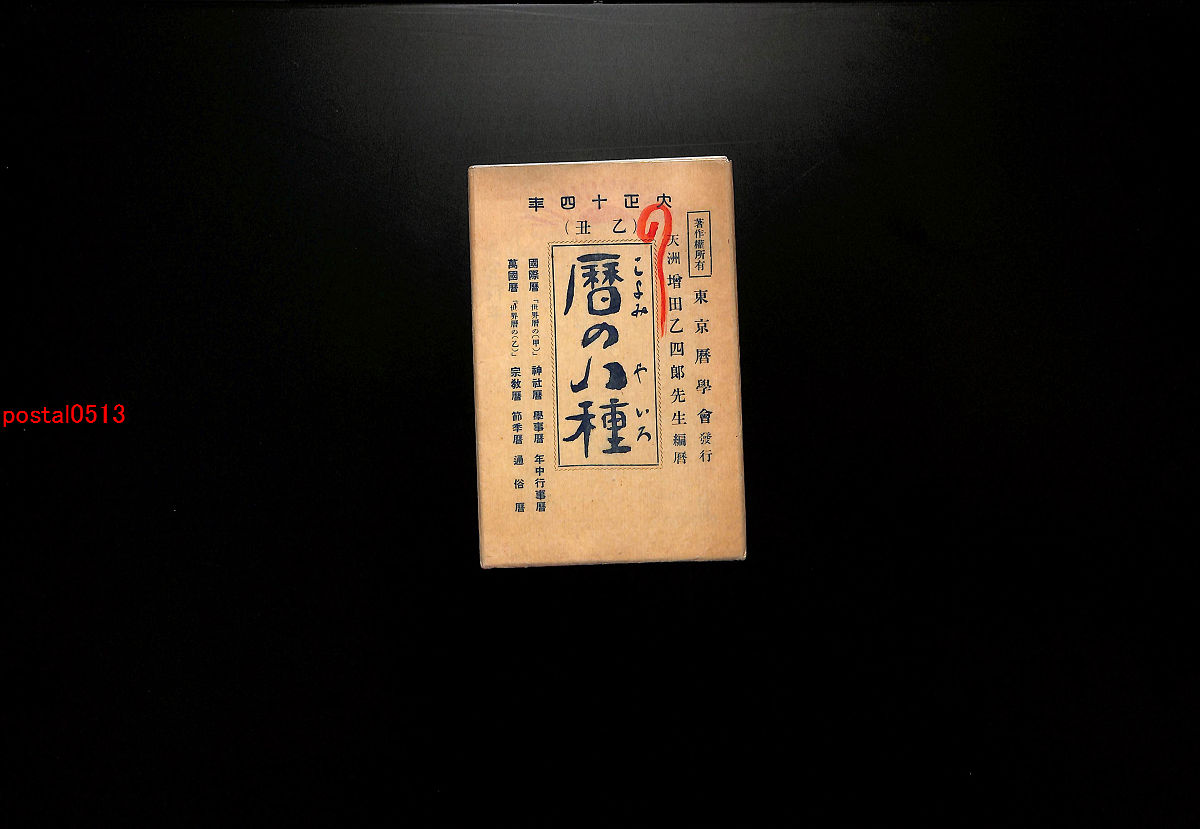 大正十四年
(乙丑)
著作權所有
東京暦學會發行
天洲 增田乙四郎先生編暦
こよみ や いろ
暦の八種
國際暦「世界暦の(甲)」 神社暦 學事暦 年中行事暦
萬國暦「世界暦の(乙)」 宗敎暦 節季暦 通俗暦
postal0513